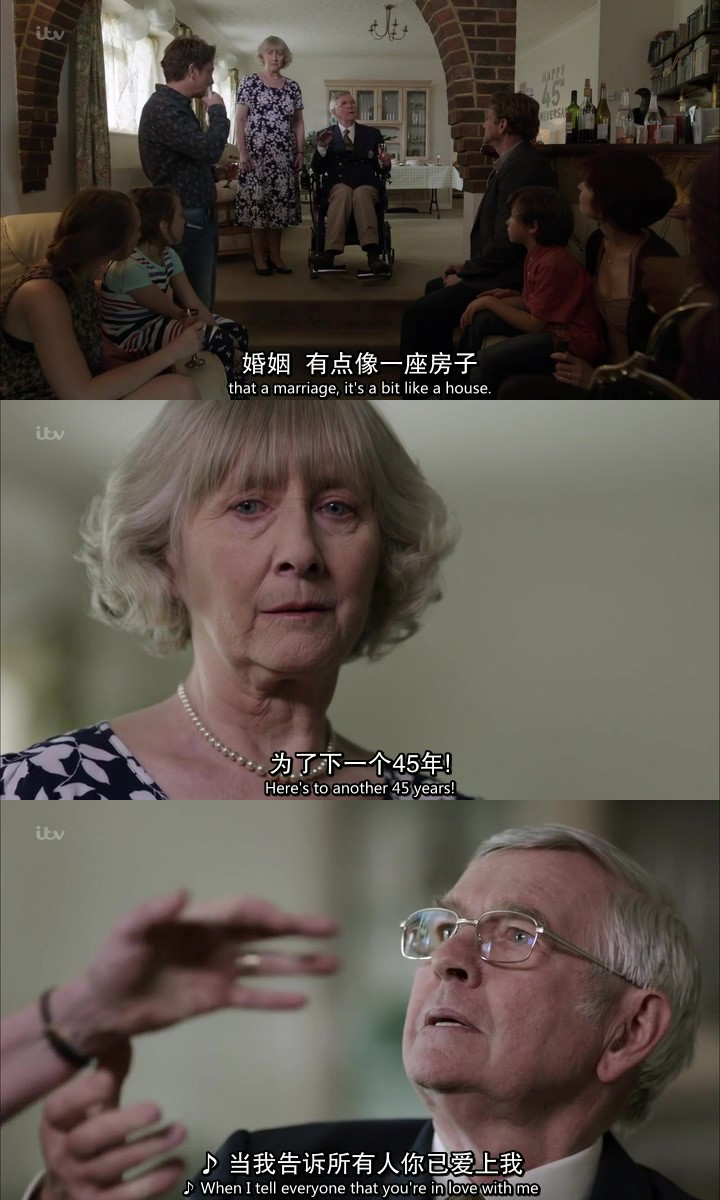 itv
HAPPY
45
婚姻 有点像一座房子
that a marriage, it's a bit like a house.
itv
为了下一个45年!
Here's to another 45 years!
itv
♪ 当我告诉所有人你已爱上我
♪ When I tell everyone that you're in love with me